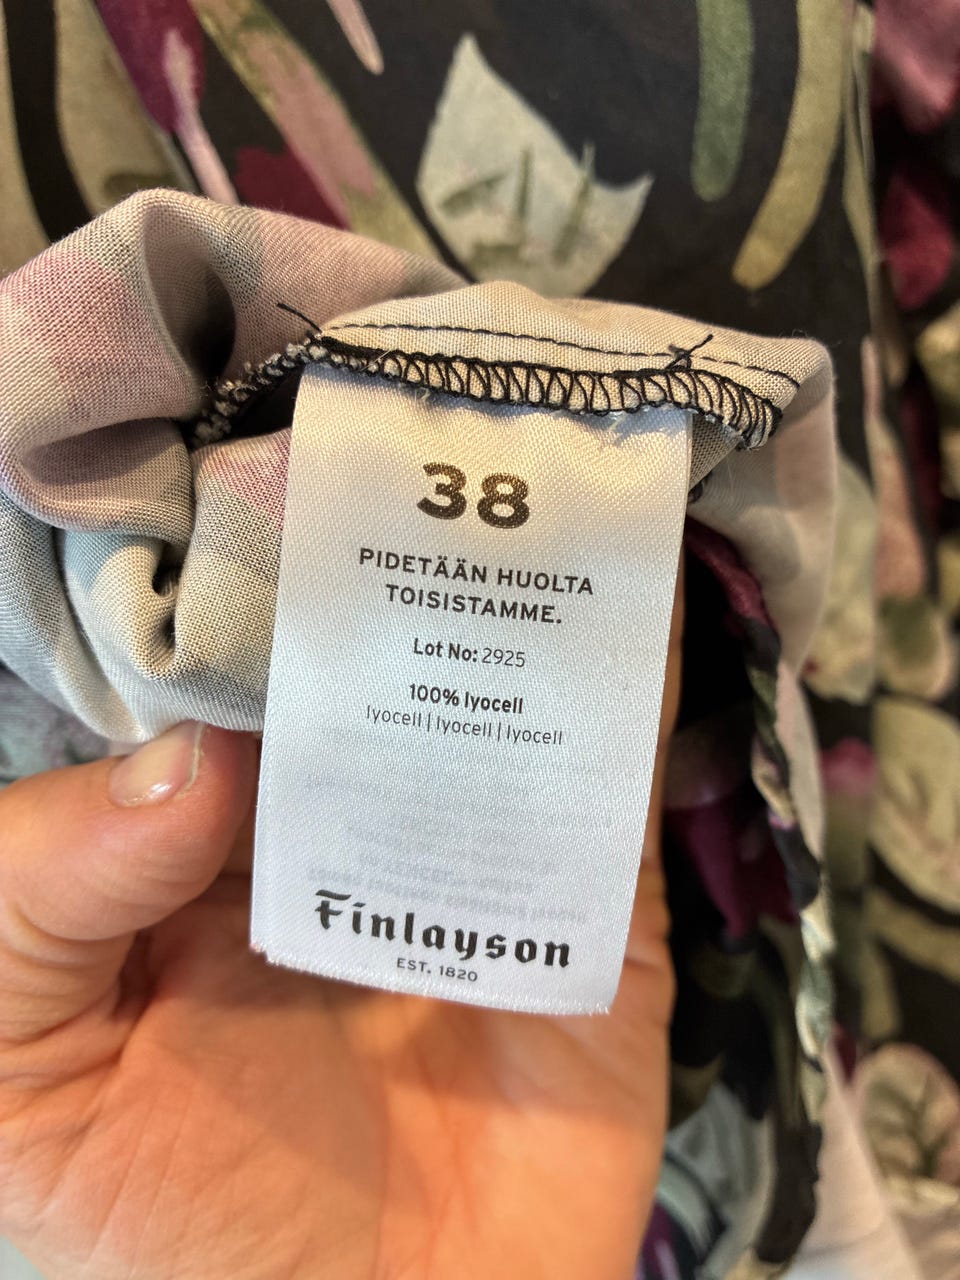 38
PIDETÄÄN HUOLTA
TOISISTAMME.
Lot No: 2925
100% lyocell
lyocell | lyocell | lyocell
Finlayson
EST. 1820